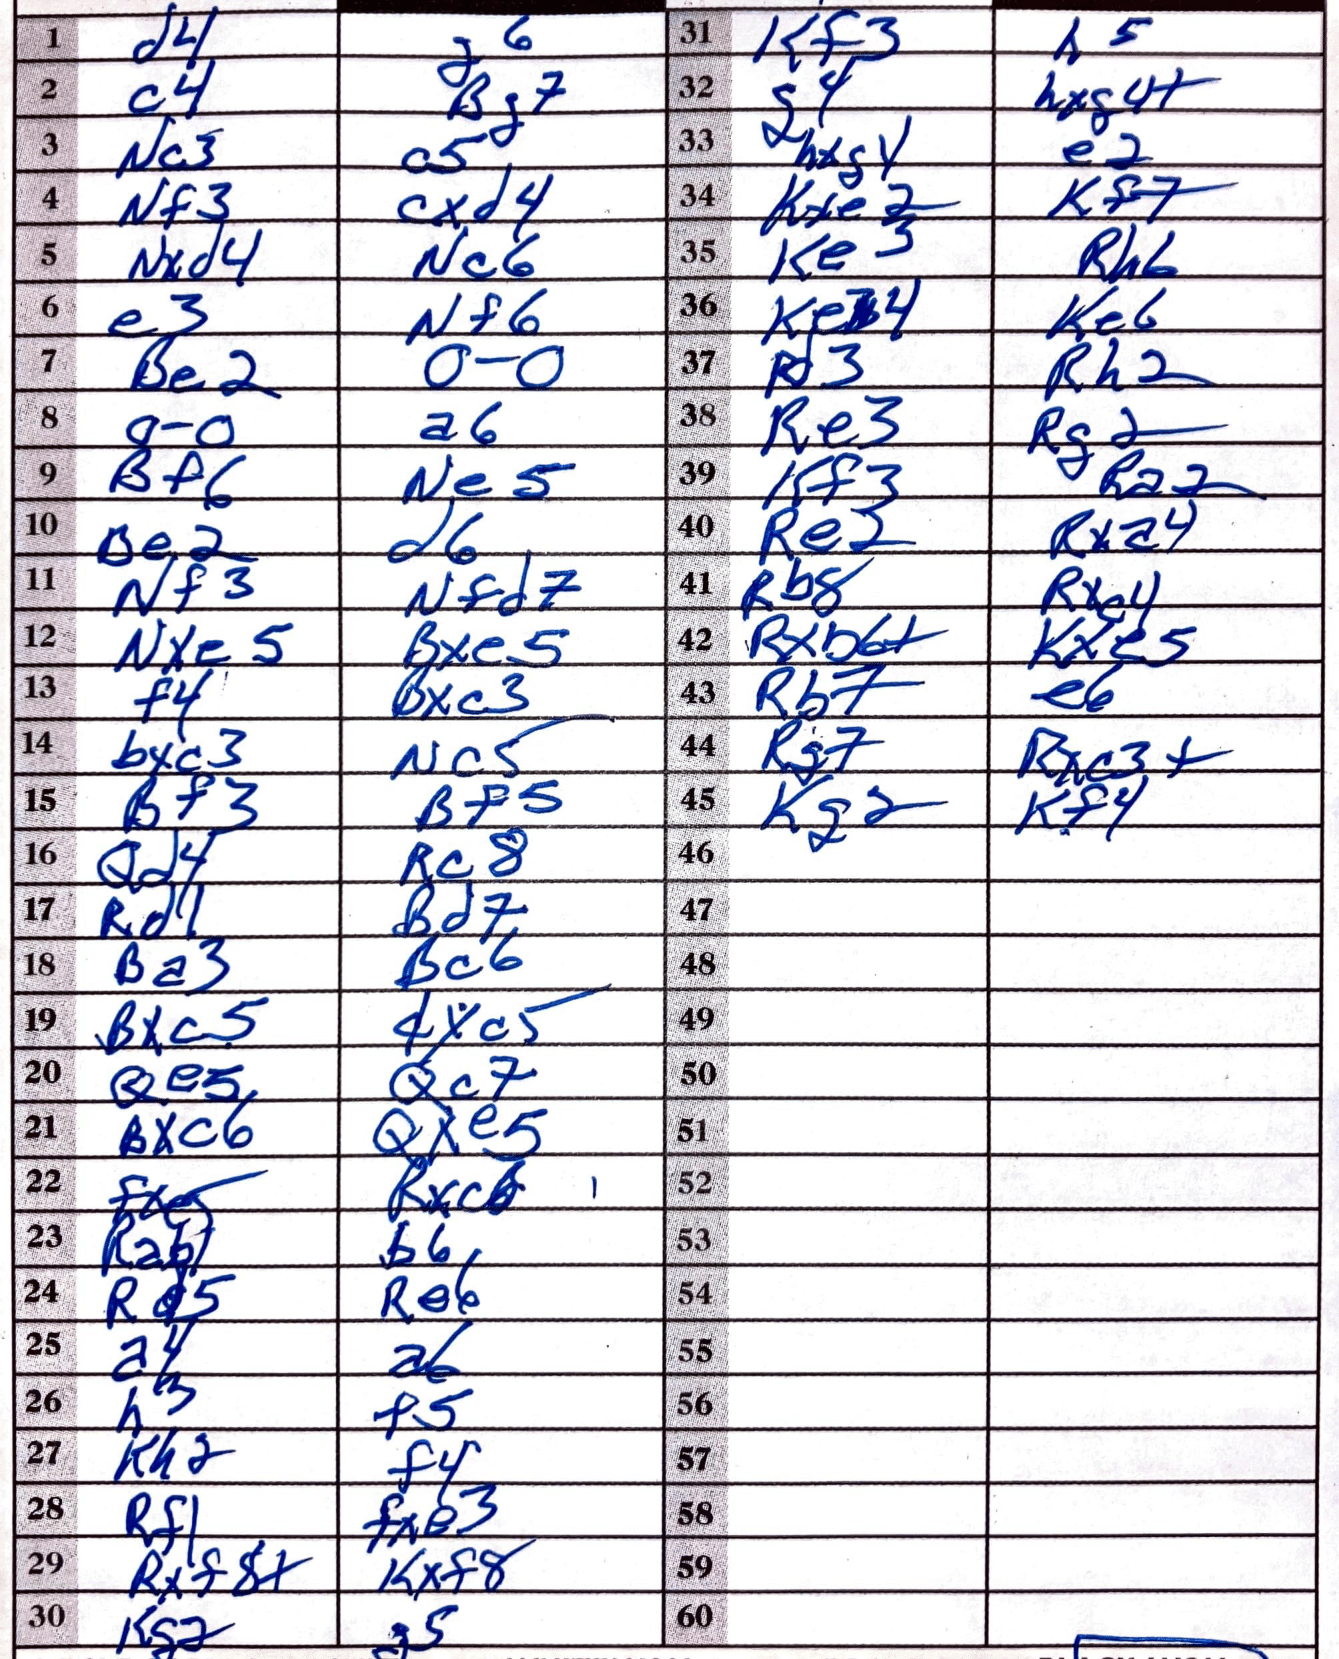 1 d4 g6
2 c4 Bg7
3 Nc3 c5
4 Nf3 cxd4
5 Nxd4 Nc6
6 e3 Nf6
7 Be2 0-0
8 0-0 a6
9 Bf6 Ne5
10 Be2 d6
11 Nf3 Nfd7
12 Nxe5 Bxe5
13 f4 Bxc3
14 bxc3 Nc5
15 Bf3 Bf5
16 Qd4 Rc8
17 Rd1 Bd7
18 Ba3 Bc6
19 Bxc5 dxc5
20 Qe5 Qc7
21 Bxc6 Qxe5
22 fxe5 Rxc6
23 Rab1 b6
24 Rd5 Re6
25 a4 a6
26 h3 f5
27 Kh2 f4
28 Rf1 fxe3
29 Rxf8+ Kxf8
30 Kg2 g5
31 Kf3 h5
32 g4 hxg4+
33 hxg4 e2
34 Kxe2 Kf7
35 Ke3 Rh6
36 Ke4 Ke6
37 Rd3 Rh2
38 Re3 Rg2
39 Kf3 Ra2
40 Re2 Rxa4
41 Rb8 Rxc4
42 Rxb6+ Kxe5
43 Rb7 e6
44 Rg7 Rxc3+
45 Kg2 Kf4
46
47
48
49
50
51
52
53
54
55
56
57
58
59
60